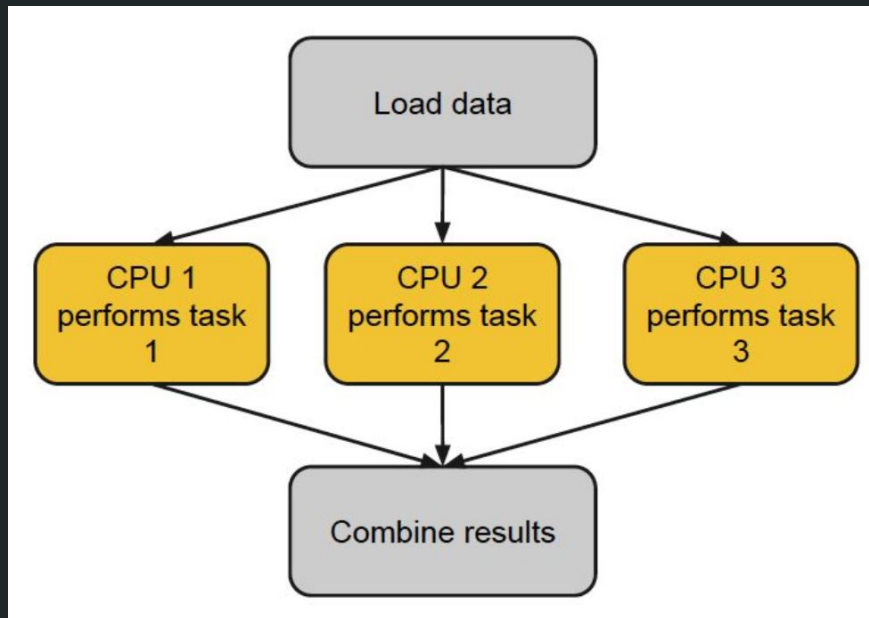 Load data
CPU 1
performs task
1
CPU 2
performs task
2
CPU 3
performs task
3
Combine results